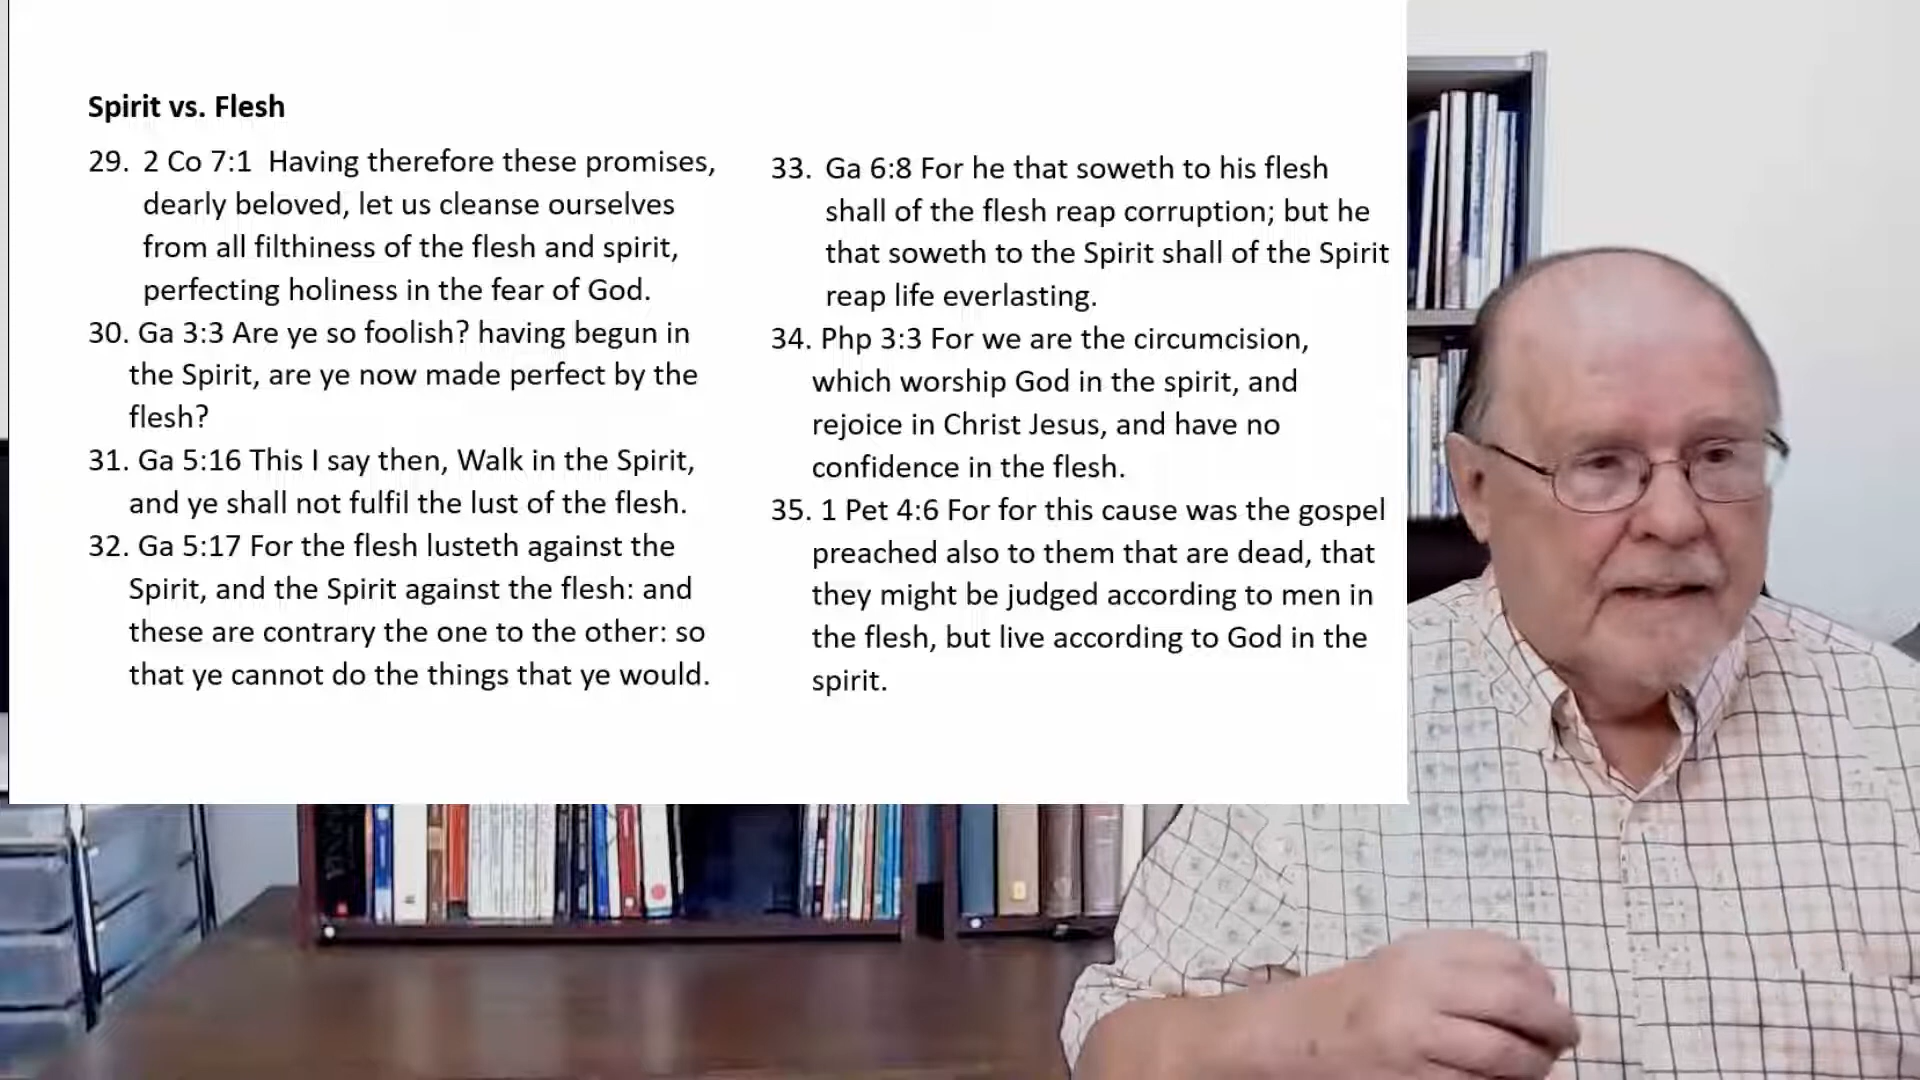 Spirit vs. Flesh
29. 2 Co 7:1 Having therefore these promises,
dearly beloved, let us cleanse ourselves
from all filthiness of the flesh and spirit,
perfecting holiness in the fear of God.
30. Ga 3:3 Are ye so foolish? having begun in
the Spirit, are ye now made perfect by the
flesh?
31. Ga 5:16 This I say then, Walk in the Spirit,
and ye shall not fulfil the lust of the flesh.
32. Ga 5:17 For the flesh lusteth against the
Spirit, and the Spirit against the flesh: and
these are contrary the one to the other: so
that ye cannot do the things that ye would.
33. Ga 6:8 For he that soweth to his flesh
shall of the flesh reap corruption; but he
that soweth to the Spirit shall of the Spirit
reap life everlasting.
34. Php 3:3 For we are the circumcision,
which worship God in the spirit, and
rejoice in Christ Jesus, and have no
confidence in the flesh.
35. 1 Pet 4:6 For for this cause was the gospel
preached also to them that are dead, that
they might be judged according to men in
the flesh, but live according to God in the
spirit.